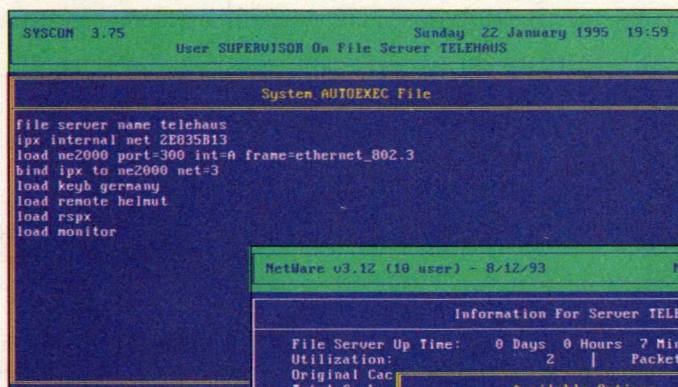 SYSCON 3.75 Sunday 22 January 1995 19:59
User SUPERVISOR On File Server TELEHAUS
System AUTOEXEC File
file server name telehaus
ipx internal net 2E835B13
load ne2000 port=300 int=A frame=ethernet_802.3
bind ipx to ne2000 net=3
load keyb germany
load remote helmut
load rspx
load monitor
NetWare v3.12 (10 user) - 8/12/93
Information For Server TELE
File Server Up Time: 0 Days 0 Hours 7 Min
Utilization: 2 | Packet
Original Cac